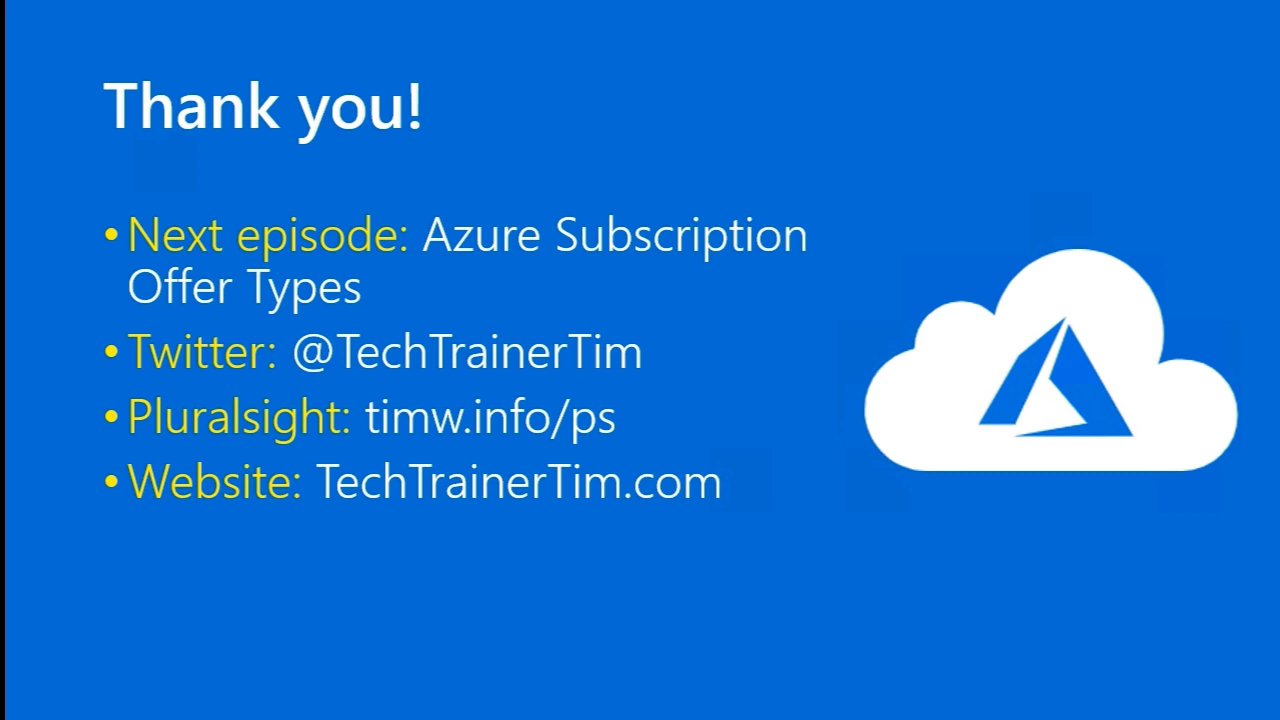 Thank you!
• Next episode: Azure Subscription
Offer Types
• Twitter: @TechTrainerTim
• Pluralsight: timw.info/ps
• Website: TechTrainerTim.com